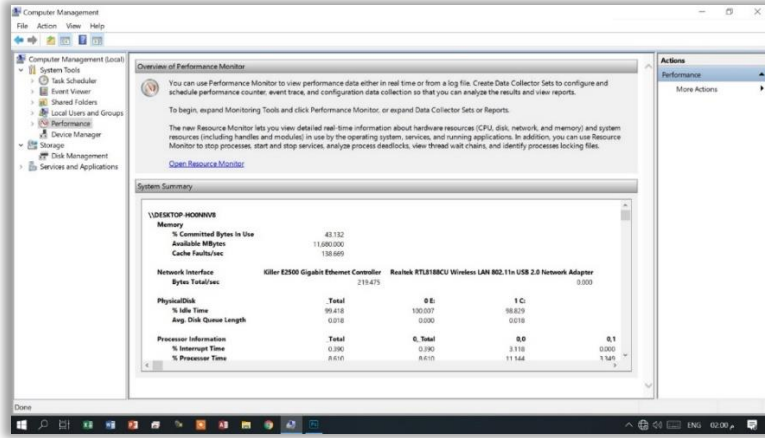 Computer Management
File Action View Help
Computer Management (Local)
System Tools
Task Scheduler
Event Viewer
Shared Folders
Local Users and Groups
Performance
Device Manager
Storage
Disk Management
Services and Applications
Overview of Performance Monitor
You can use Performance Monitor to view performance data either in real time or from a log file. Create Data Collector Sets to configure and
schedule performance counter, event trace, and configuration data collection so that you can analyze the results and view reports.
To begin, expand Monitoring Tools and click Performance Monitor, or expand Data Collector Sets or Reports.
The new Resource Monitor lets you view detailed real-time information about hardware resources (CPU, disk, network, and memory) and system
resources (including handles and modules) in use by the operating system, services, and running applications. In addition, you can use Resource
Monitor to stop processes, start and stop services, analyze process deadlocks, view thread wait chains, and identify processes locking files.
Open Resource Monitor
System Summary
\\DESKTOP-HO0NNVB
Memory
% Committed Bytes In Use 43.132
Available MBytes 11,680.000
Cache Faults/sec 138.669
Network Interface Killer E2500 Gigabit Ethernet Controller Realtek RTL8188CU Wireless LAN 802.11n USB 2.0 Network Adapter
Bytes Total/sec 219.475 0.000
PhysicalDisk _Total 0 E: 1 C:
% Idle Time 99.418 100.007 98.829
Avg. Disk Queue Length 0.018 0.000 0.018
Processor Information _Total 0,_Total 0,0 0,1
% Interrupt Time 0.390 0.390 3.118 0.000
% Processor Time 8.610 8.610 11.144 3.349
Actions
Performance
More Actions
Done
ENG 02:00 م